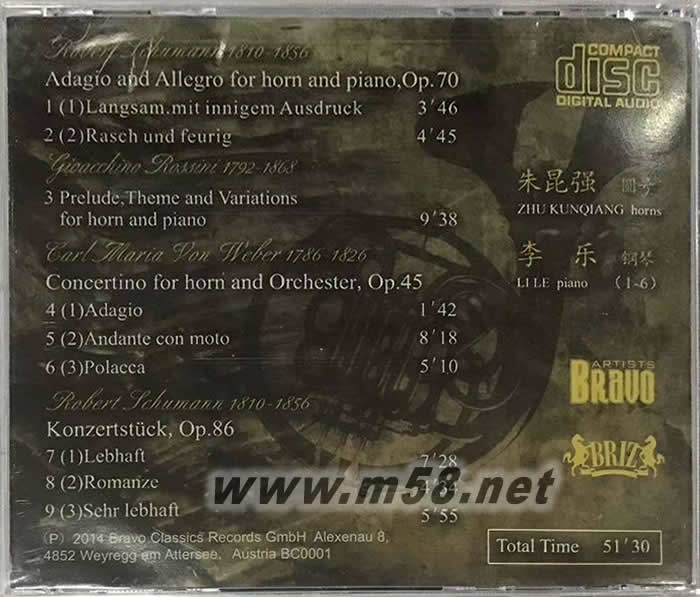 Robert Schumann 1810-1856
Adagio and Allegro for horn and piano,Op.70
1 (1)Langsam.mit innigem Ausdruck 3'46
2 (2)Rasch und feurig 4'45
Gioacchino Rossini 1792-1868
3 Prelude,Theme and Variations
for horn and piano 9'38
Carl Maria Von Weber 1786-1826
Concertino for horn and Orchester, Op.45
4 (1)Adagio 1'42
5 (2)Andante con moto 8'18
6 (3)Polacca 5'10
Robert Schumann 1810-1856
Konzertstück, Op.86
7 (1)Lebhaft 7'28
8 (2)Romanze
9 (3)Sehr lebhaft 5'55
(P) 2014 Bravo Classics Records GmbH Alexenau 8,
4852 Weyregg am Attersee, Austria BC0001
COMPACT
disc
DIGITAL AUDIO
朱昆强 圆号
ZHU KUNQIANG horns
李 乐 钢琴
LI LE piano (1-6)
ARTISTS
BRAVO
BRIZ
www.m58.net
Total Time 51'30